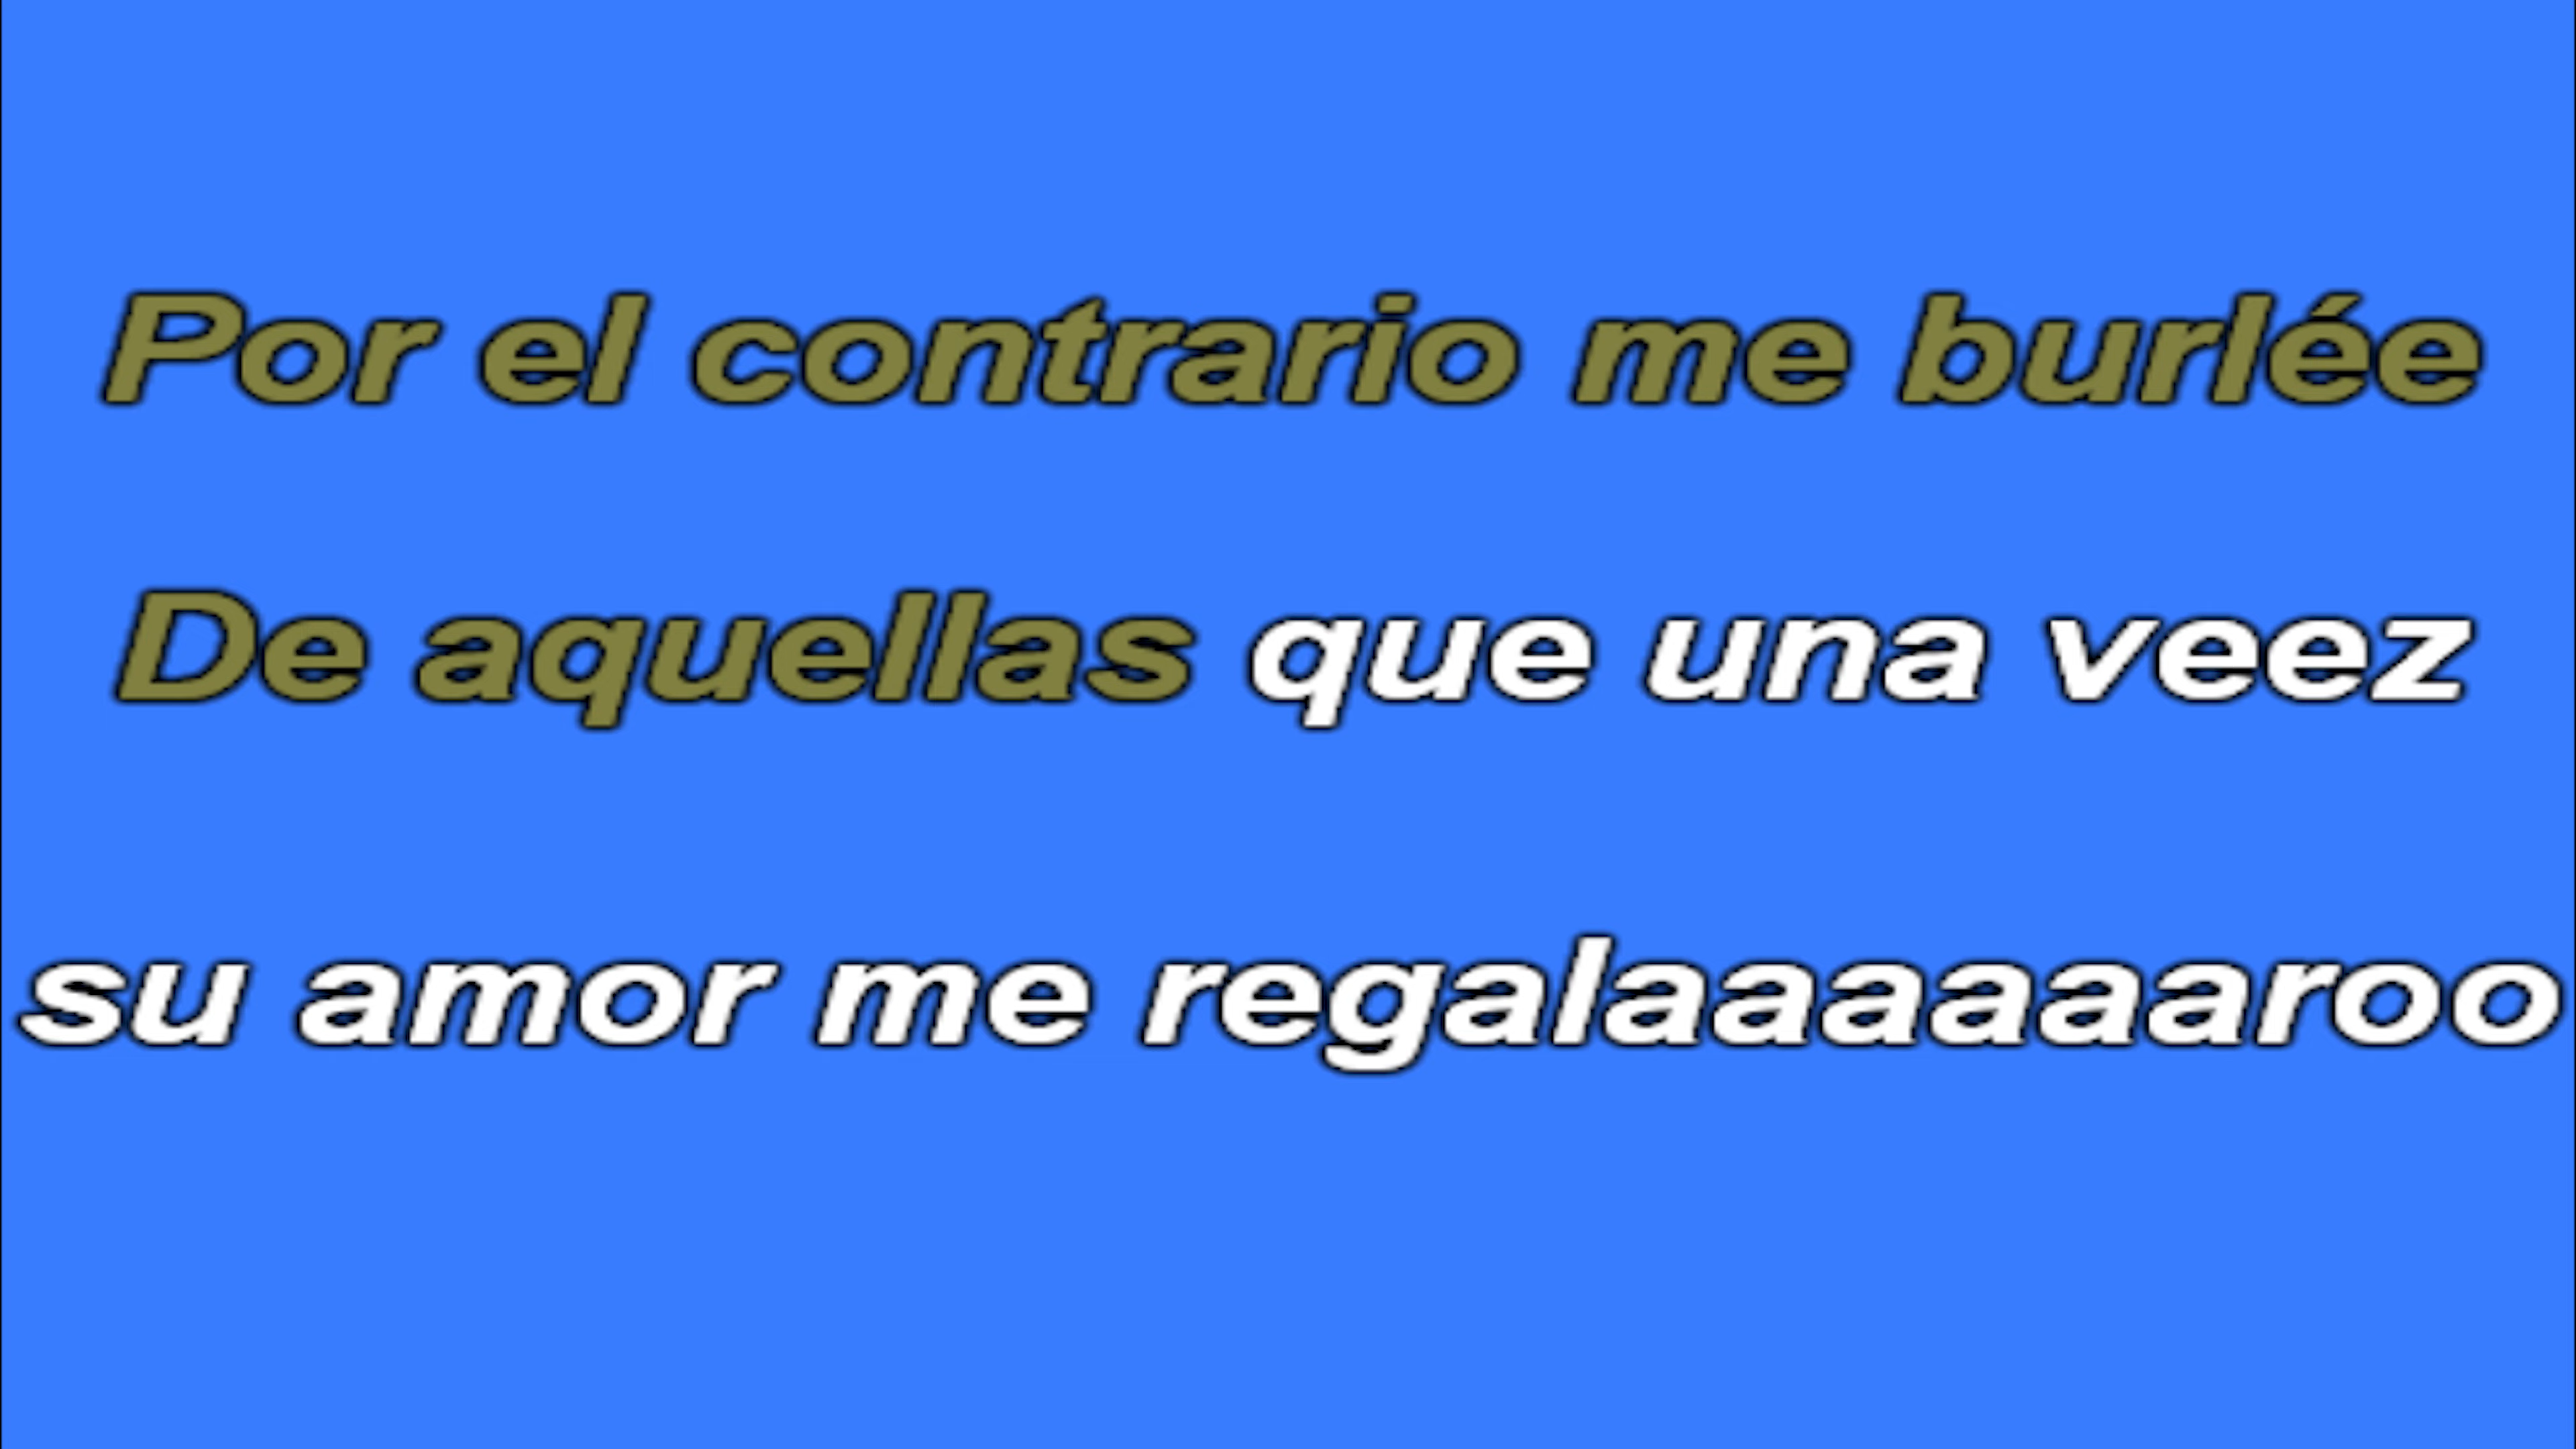 Por el contrario me burlée
De aquellas que una veez
su amor me regalaaaaaaroo